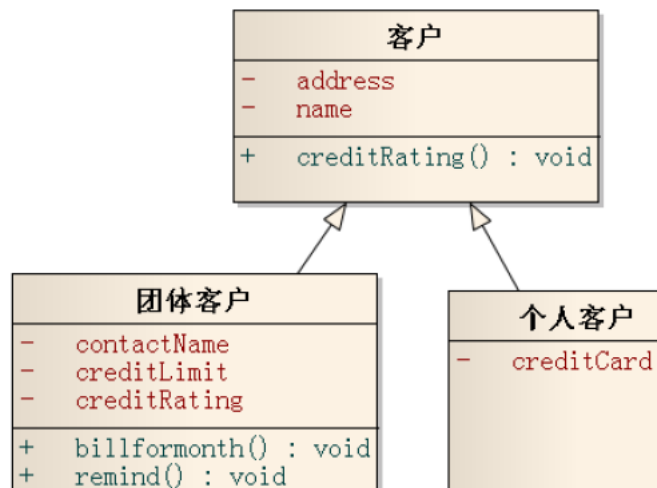 客户
- address
- name
+ creditRating() : void
团体客户
- contactName
- creditLimit
- creditRating
+ billformonth() : void
+ remind() : void
个人客户
- creditCard